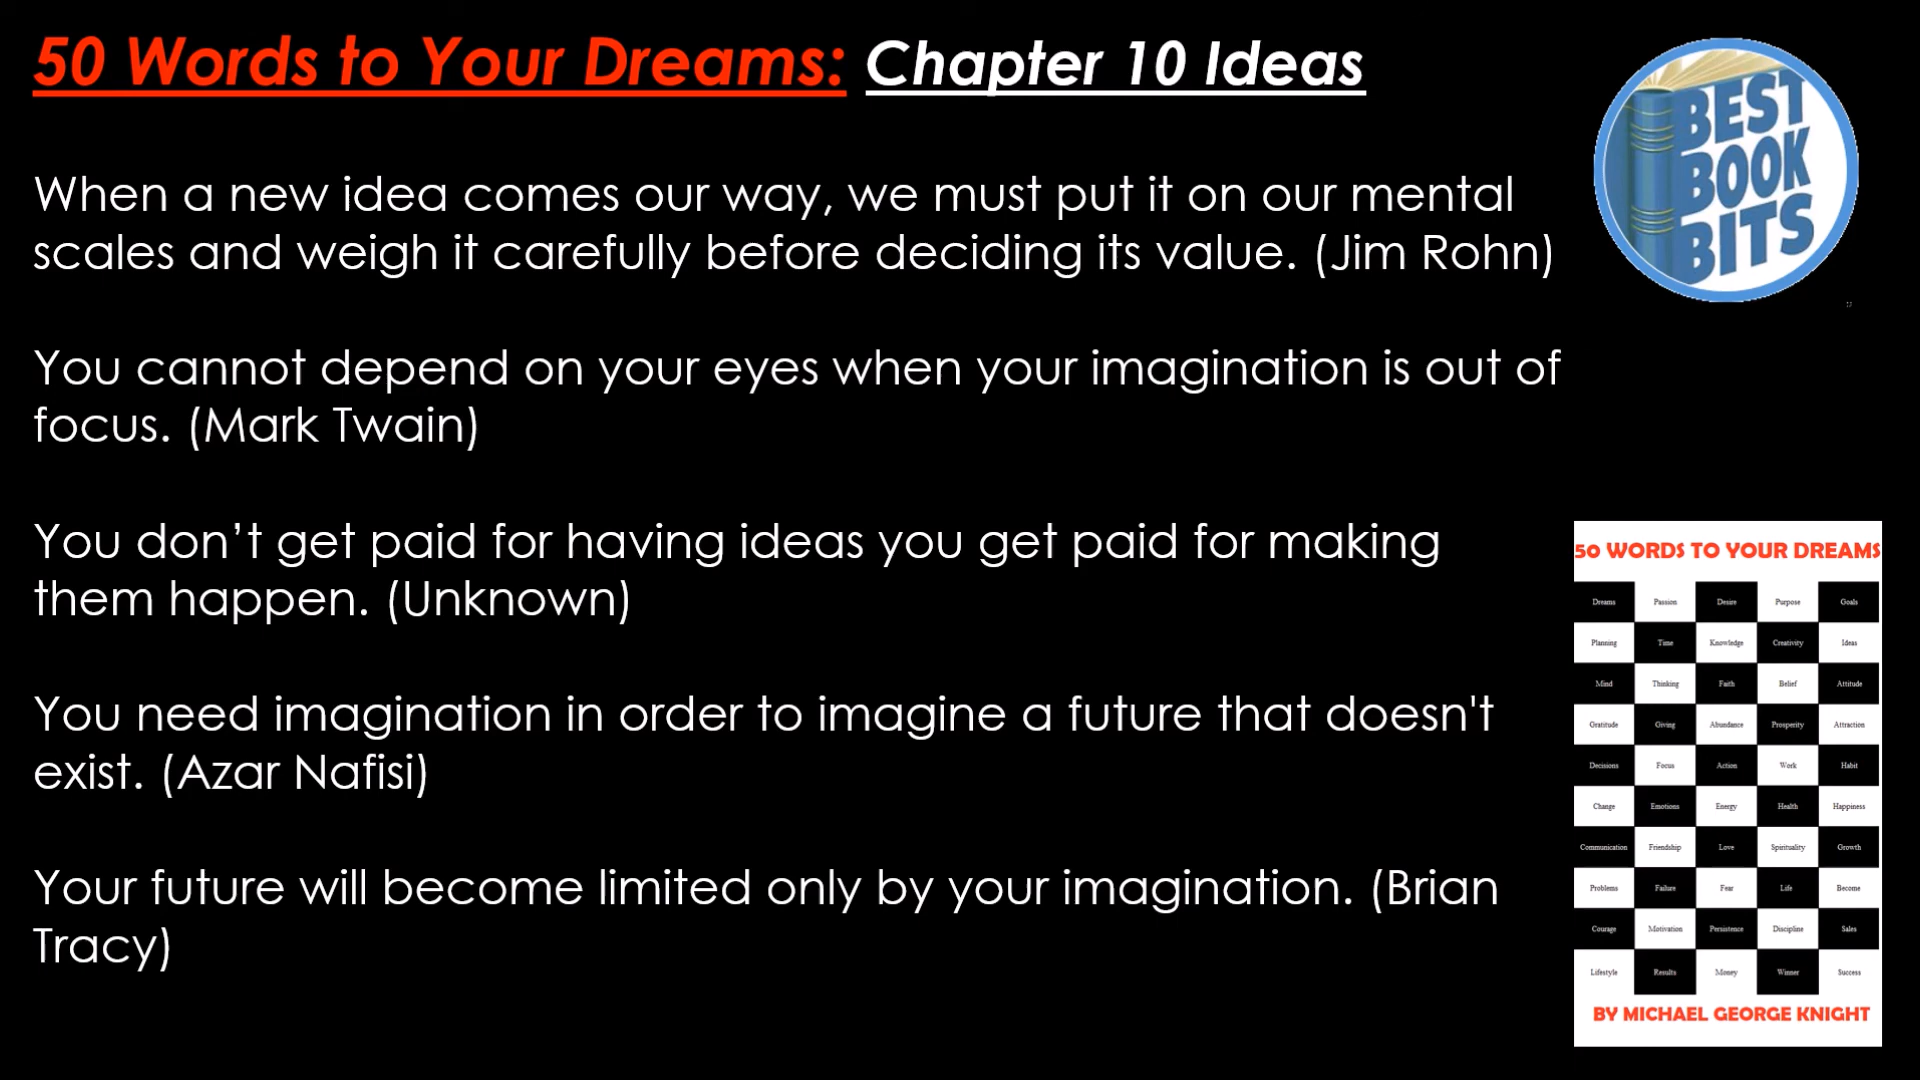 50 Words to Your Dreams: Chapter 10 Ideas
BEST
BOOK
BITS
When a new idea comes our way, we must put it on our mental
scales and weigh it carefully before deciding its value. (Jim Rohn)
You cannot depend on your eyes when your imagination is out of
focus. (Mark Twain)
You don’t get paid for having ideas you get paid for making
them happen. (Unknown)
You need imagination in order to imagine a future that doesn't
exist. (Azar Nafisi)
Your future will become limited only by your imagination. (Brian
Tracy)
50 WORDS TO YOUR DREAMS
Dreams Passion Desire Purpose Goals
Planning Time Knowledge Creativity Ideas
Mind Thinking Faith Belief Attitude
Gratitude Giving Abundance Prosperity Attraction
Decisions Focus Action Work Habit
Change Emotions Energy Health Happiness
Communication Friendship Love Spirituality Growth
Problems Failure Fear Life Become
Courage Motivation Persistence Discipline Sales
Lifestyle Results Money Winner Success
BY MICHAEL GEORGE KNIGHT